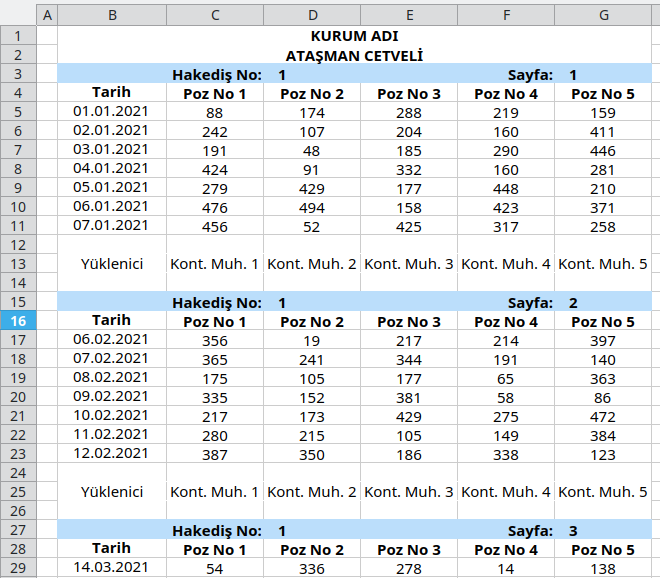 A B C D E F G
1 KURUM ADI
2 ATAŞMAN CETVELİ
3 Hakediş No: 1 Sayfa: 1
4 Tarih Poz No 1 Poz No 2 Poz No 3 Poz No 4 Poz No 5
5 01.01.2021 88 174 288 219 159
6 02.01.2021 242 107 204 160 411
7 03.01.2021 191 48 185 290 446
8 04.01.2021 424 91 332 160 281
9 05.01.2021 279 429 177 448 210
10 06.01.2021 476 494 158 423 371
11 07.01.2021 456 52 425 317 258
12
13 Yüklenici Kont. Muh. 1 Kont. Muh. 2 Kont. Muh. 3 Kont. Muh. 4 Kont. Muh. 5
14
15 Hakediş No: 1 Sayfa: 2
16 Tarih Poz No 1 Poz No 2 Poz No 3 Poz No 4 Poz No 5
17 06.02.2021 356 19 217 214 397
18 07.02.2021 365 241 344 191 140
19 08.02.2021 175 105 177 65 363
20 09.02.2021 335 152 381 58 86
21 10.02.2021 217 173 429 275 472
22 11.02.2021 280 215 105 149 384
23 12.02.2021 387 350 186 338 123
24
25 Yüklenici Kont. Muh. 1 Kont. Muh. 2 Kont. Muh. 3 Kont. Muh. 4 Kont. Muh. 5
26
27 Hakediş No: 1 Sayfa: 3
28 Tarih Poz No 1 Poz No 2 Poz No 3 Poz No 4 Poz No 5
29 14.03.2021 54 336 278 14 138